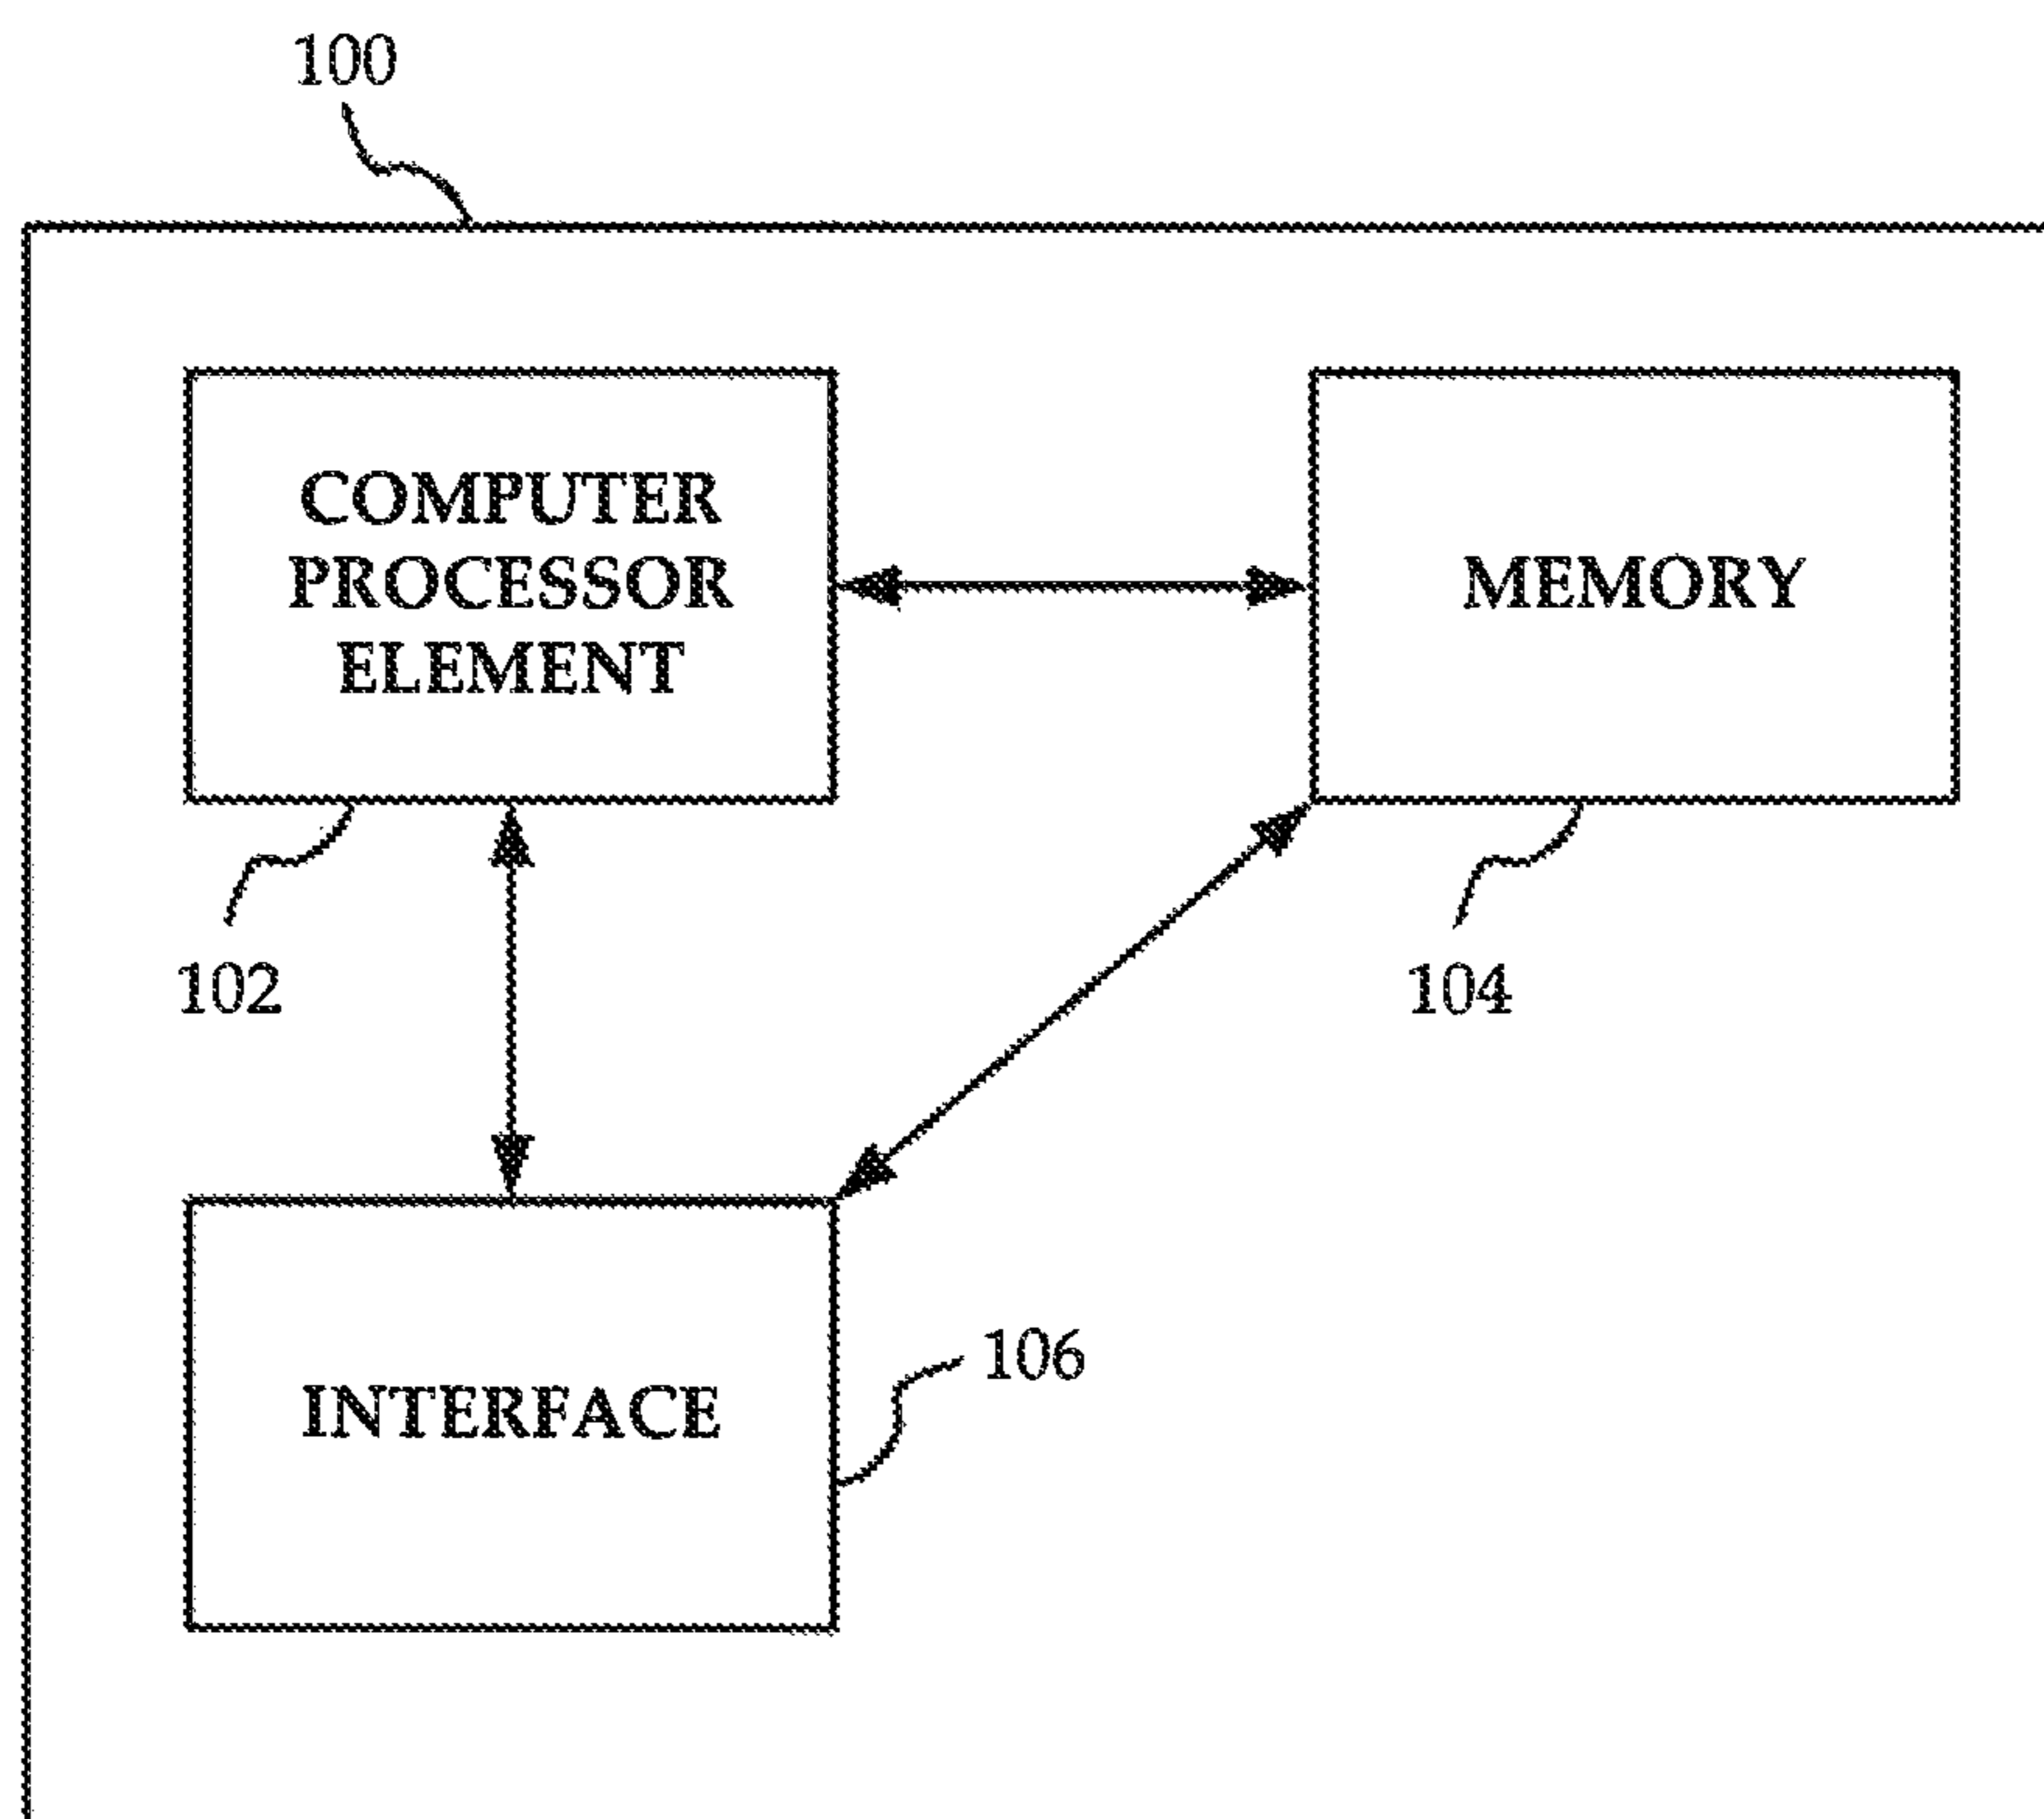 100
COMPUTER
PROCESSOR
ELEMENT
MEMORY
102
104
INTERFACE
106